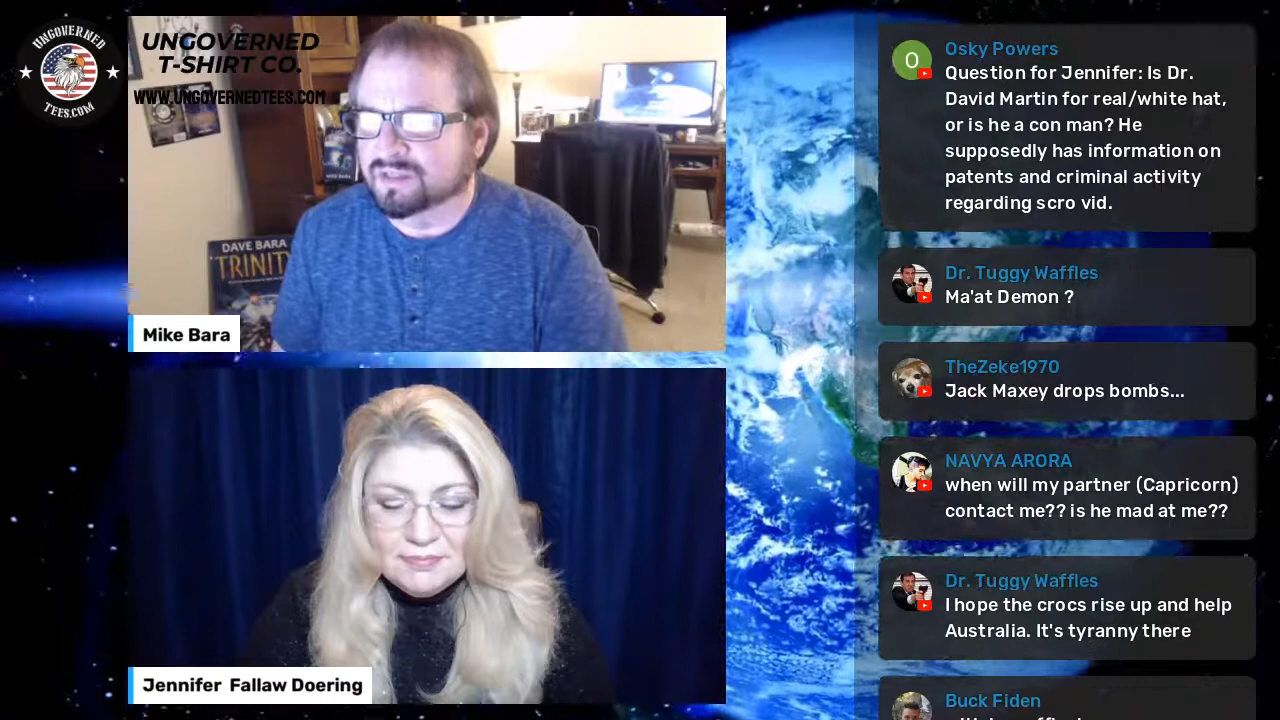 UNGOVERNED
TEES.COM
UNGOVERNED
T-SHIRT CO.
WWW.UNGOVERNEDTEES.COM
MIKE BARA
DAVE BARA
TRINITY
Mike Bara
Jennifer Fallaw Doering
O
Osky Powers
Question for Jennifer: Is Dr.
David Martin for real/white hat,
or is he a con man? He
supposedly has information on
patents and criminal activity
regarding scro vid.
Dr. Tuggy Waffles
Ma'at Demon ?
TheZeke1970
Jack Maxey drops bombs...
NAVYA ARORA
when will my partner (Capricorn)
contact me?? is he mad at me??
Dr. Tuggy Waffles
I hope the crocs rise up and help
Australia. It's tyranny there
Buck Fiden